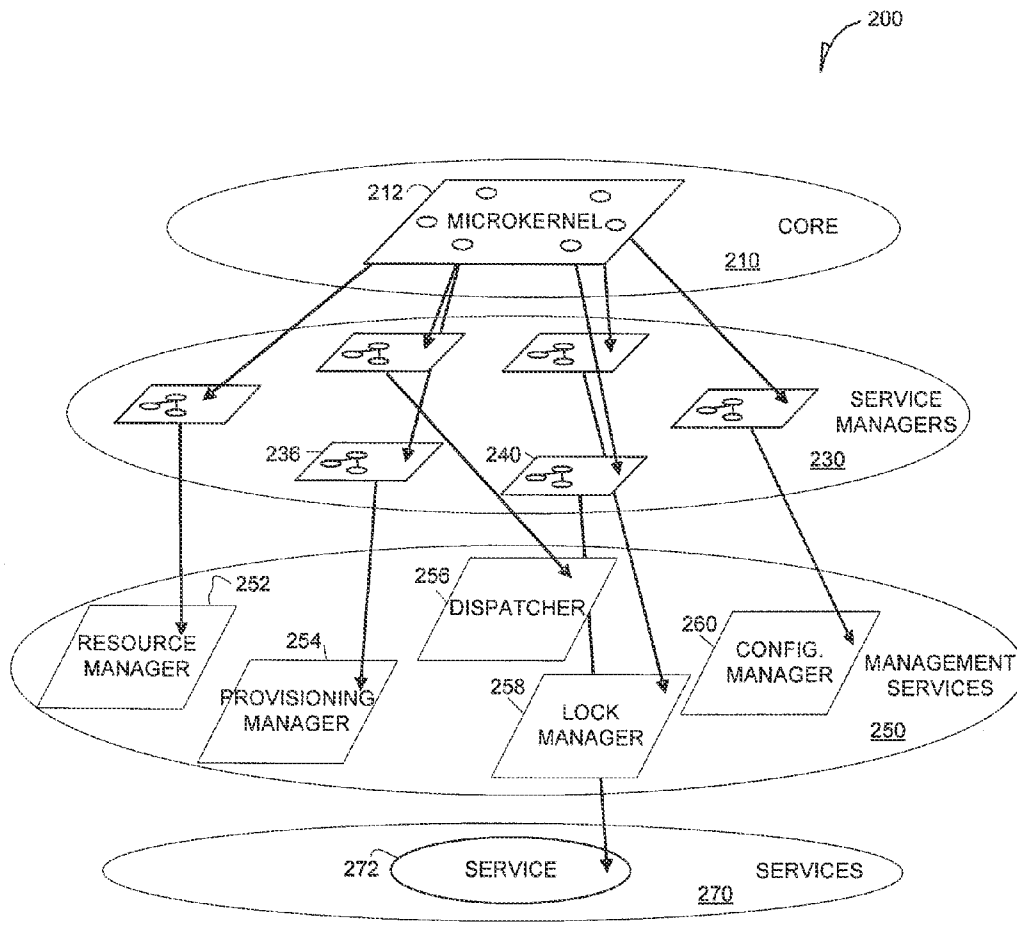 200
212
MICROKERNEL
CORE
210
SERVICE
MANAGERS
236
240
230
252
256
DISPATCHER
RESOURCE
MANAGER
254
260
CONFIG.
MANAGER
MANAGEMENT
SERVICES
PROVISIONING
MANAGER
258
LOCK
MANAGER
250
272
SERVICE
SERVICES
270